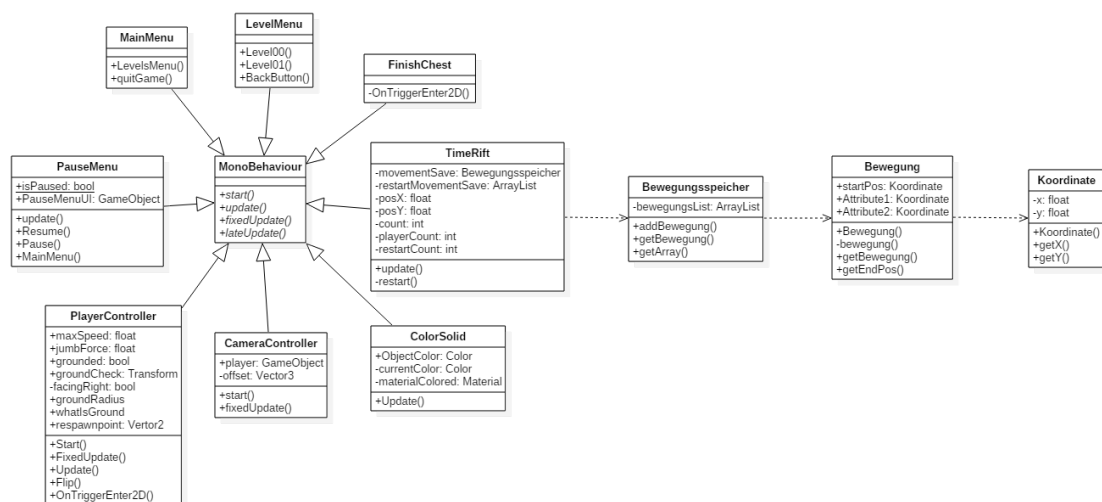 MainMenu
+LevelsMenu()
+quitGame()
LevelMenu
+Level00()
+Level01()
+BackButton()
FinishChest
-OnTriggerEnter2D()
PauseMenu
+isPaused: bool
+PauseMenuUI: GameObject
+update()
+Resume()
+Pause()
+MainMenu()
MonoBehaviour
+start()
+update()
+fixedUpdate()
+lateUpdate()
TimeRift
-movementSave: Bewegungsspeicher
-restartMovementSave: ArrayList
-posX: float
-posY: float
-count: int
-playerCount: int
-restartCount: int
+update()
-restart()
Bewegungsspeicher
-bewegungsList: ArrayList
+addBewegung()
+getBewegung()
+getArray()
Bewegung
+startPos: Koordinate
+Attribute1: Koordinate
+Attribute2: Koordinate
+Bewegung()
-bewegung()
+getBewegung()
+getEndPos()
Koordinate
-x: float
-y: float
+Koordinate()
+getX()
+getY()
PlayerController
+maxSpeed: float
+jumbForce: float
+grounded: bool
+groundCheck: Transform
-facingRight: bool
+groundRadius
+whatIsGround
+respawnpoint: Vertor2
+Start()
+FixedUpdate()
+Update()
+Flip()
+OnTriggerEnter2D()
CameraController
+player: GameObject
-offset: Vector3
+start()
+fixedUpdate()
ColorSolid
+ObjectColor: Color
-currentColor: Color
-materialColored: Material
+Update()